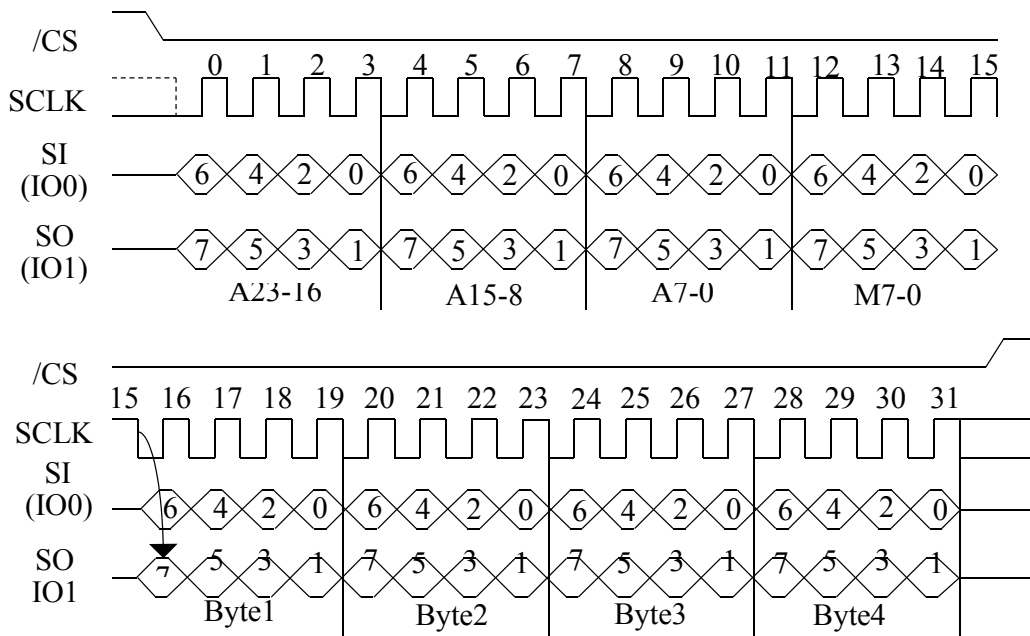 /CS
0 1 2 3 4 5 6 7 8 9 10 11 12 13 14 15
SCLK
SI
(IO0)
6 4 2 0 6 4 2 0 6 4 2 0 6 4 2 0
SO
(IO1)
7 5 3 1 7 5 3 1 7 5 3 1 7 5 3 1
A23-16 A15-8 A7-0 M7-0
/CS
15 16 17 18 19 20 21 22 23 24 25 26 27 28 29 30 31
SCLK
SI
(IO0)
6 4 2 0 6 4 2 0 6 4 2 0 6 4 2 0
SO
IO1
7 5 3 1 7 5 3 1 7 5 3 1 7 5 3 1
Byte1 Byte2 Byte3 Byte4